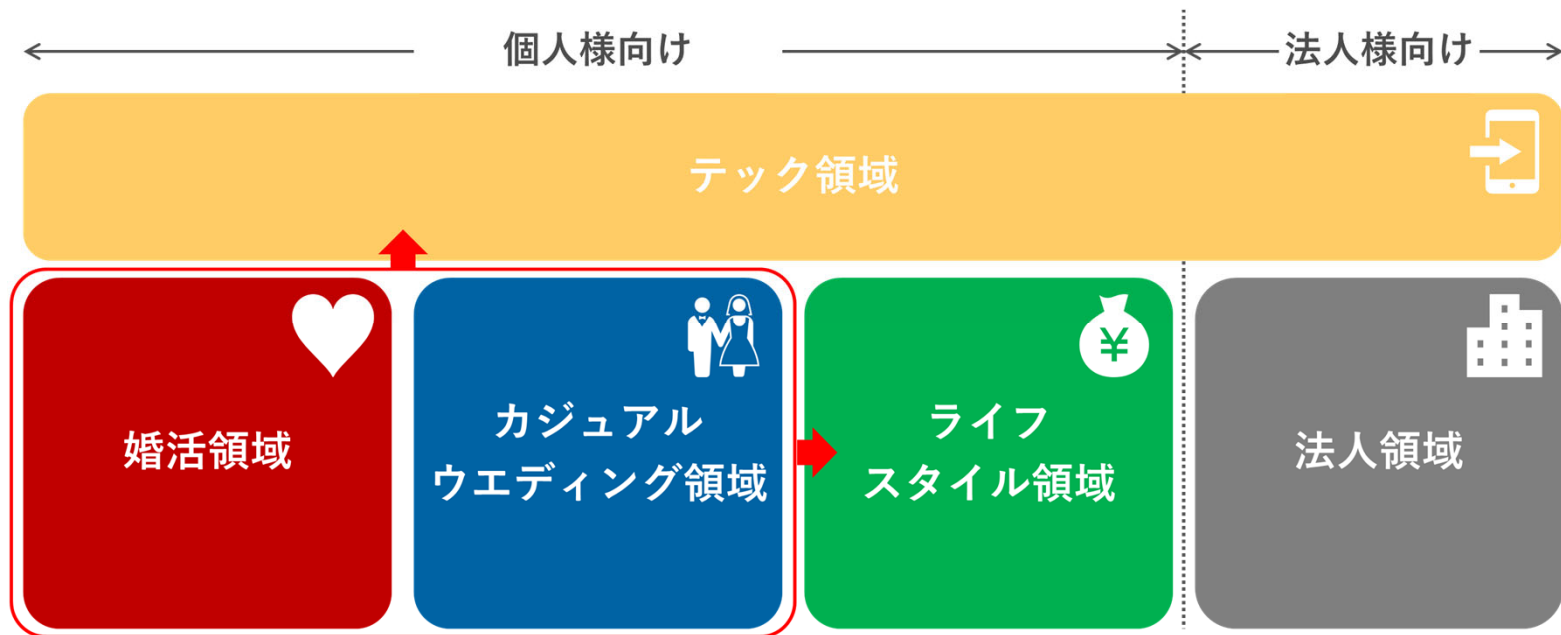 個人様向け
法人様向け
テック領域
婚活領域
カジュアル
ウエディング領域
ライフ
スタイル領域
¥
法人領域